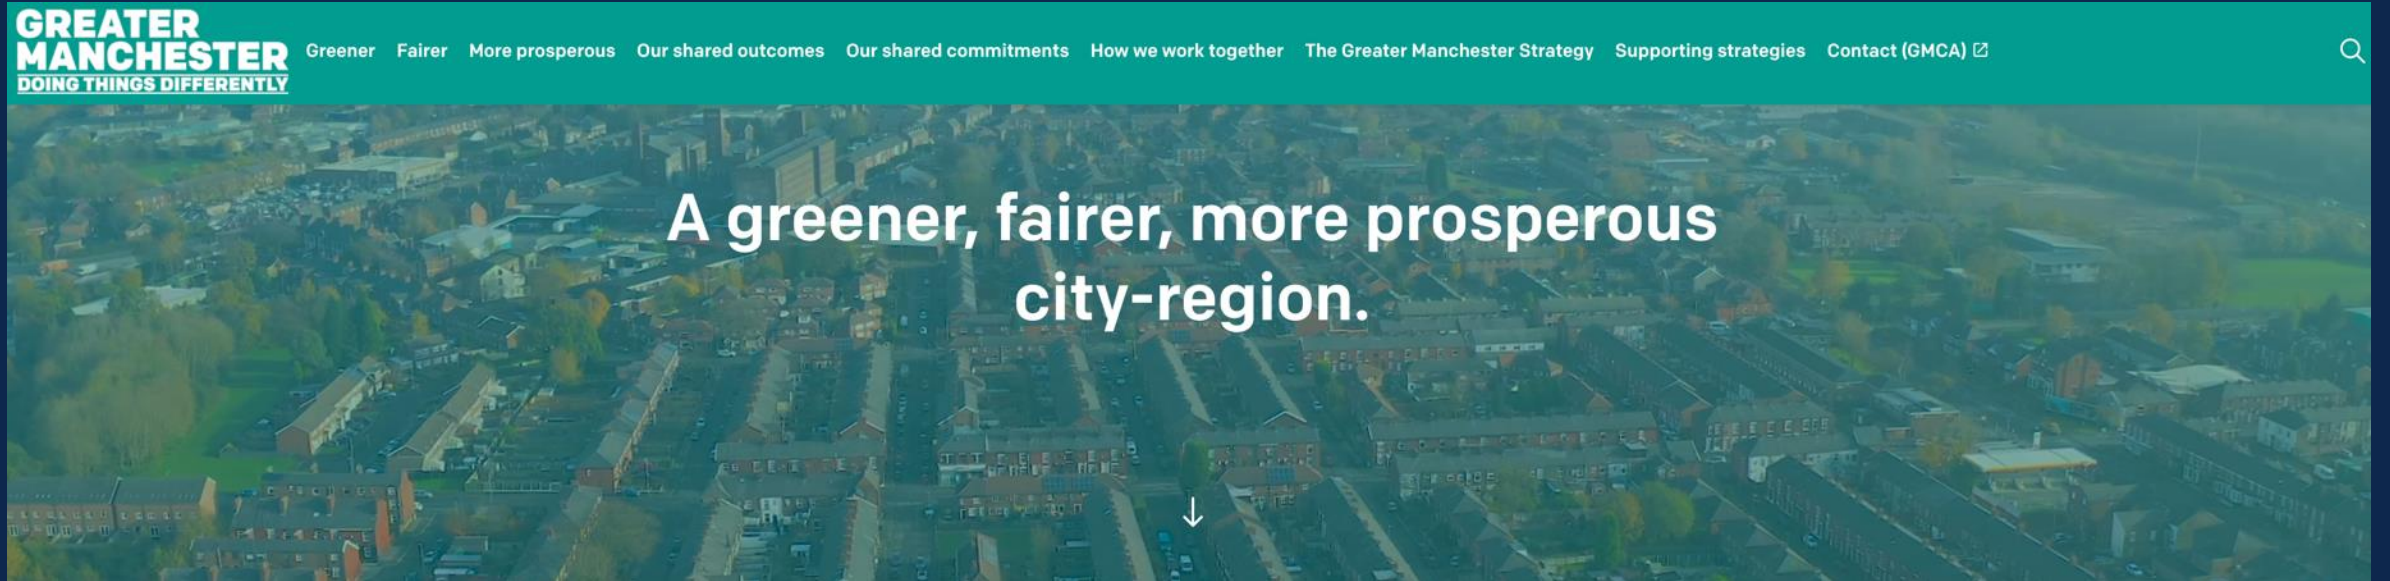 GREATER
MANCHESTER
DOING THINGS DIFFERENTLY
Greener Fairer More prosperous Our shared outcomes Our shared commitments How we work together The Greater Manchester Strategy Supporting strategies Contact (GMCA)
A greener, fairer, more prosperous
city-region.